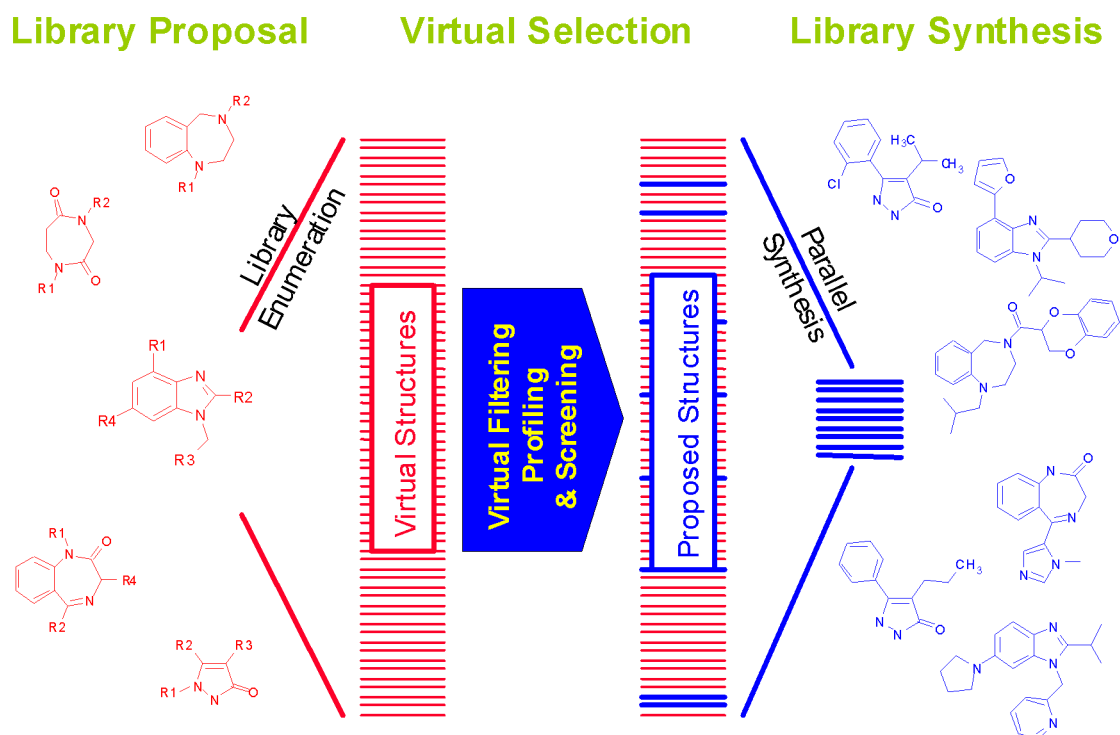 Library Proposal
Virtual Selection
Library Synthesis
R2
N
N
R1
O
R2
N
N
R1
O
R1
N
N
R2
R4
R3
R1
N
O
R4
N
R2
R2
R3
R1
N
N
O
Library
Enumeration
Virtual Structures
Virtual Filtering
Profiling
& Screening
Proposed Structures
Parallel
Synthesis
H3C
CH3
Cl
N
N
O
O
N
N
O
O
O
N
N
O
N
O
N
N
N
CH3
N
N
O
N
N
N
N